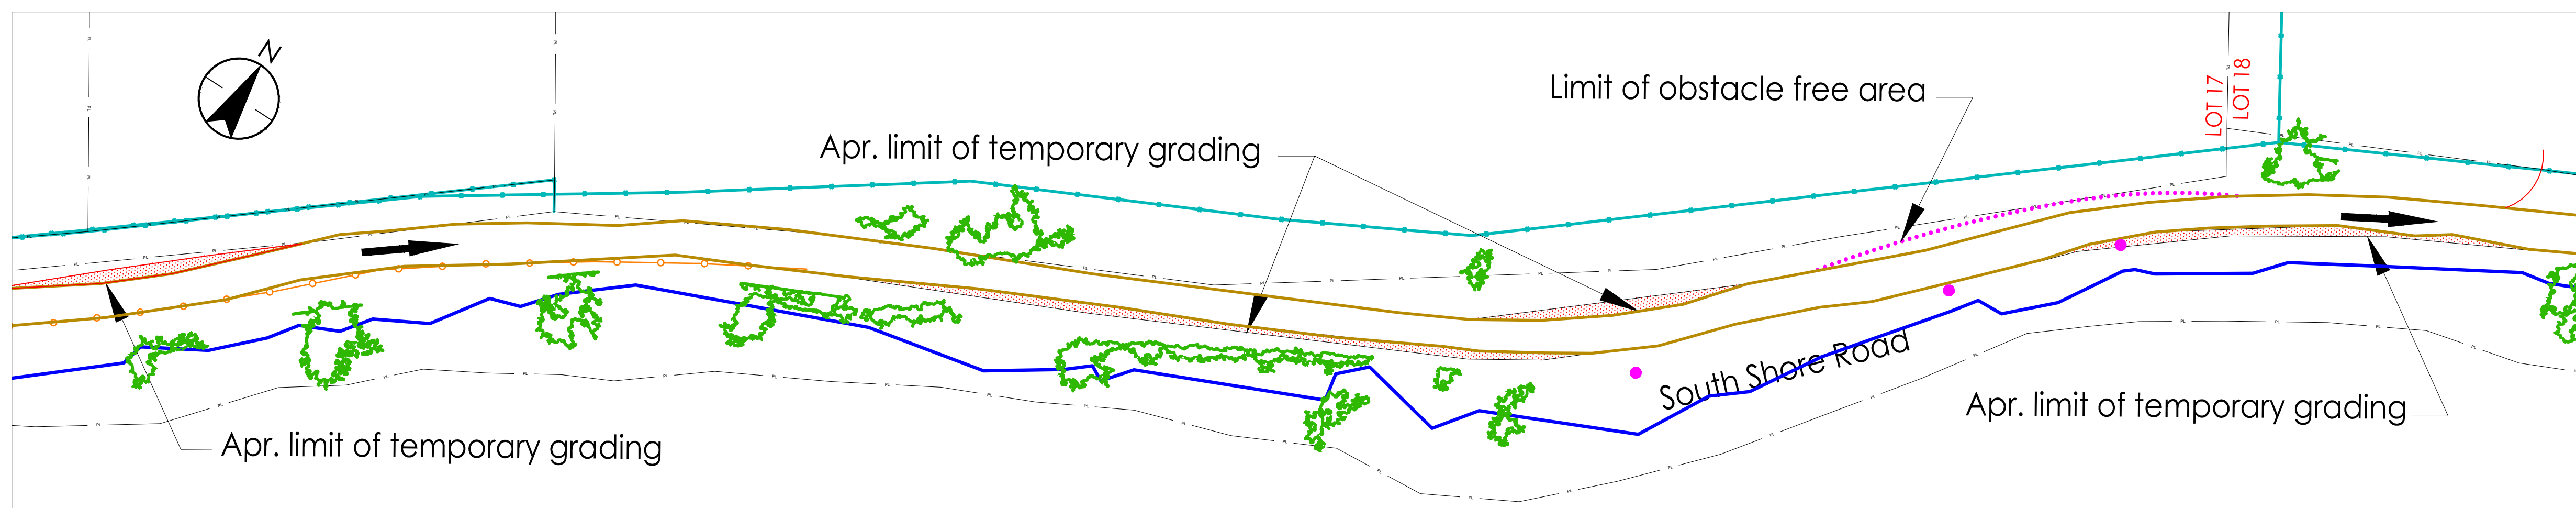 N
Limit of obstacle free area
LOT 17
LOT 18
Apr. limit of temporary grading
South Shore Road
Apr. limit of temporary grading
Apr. limit of temporary grading